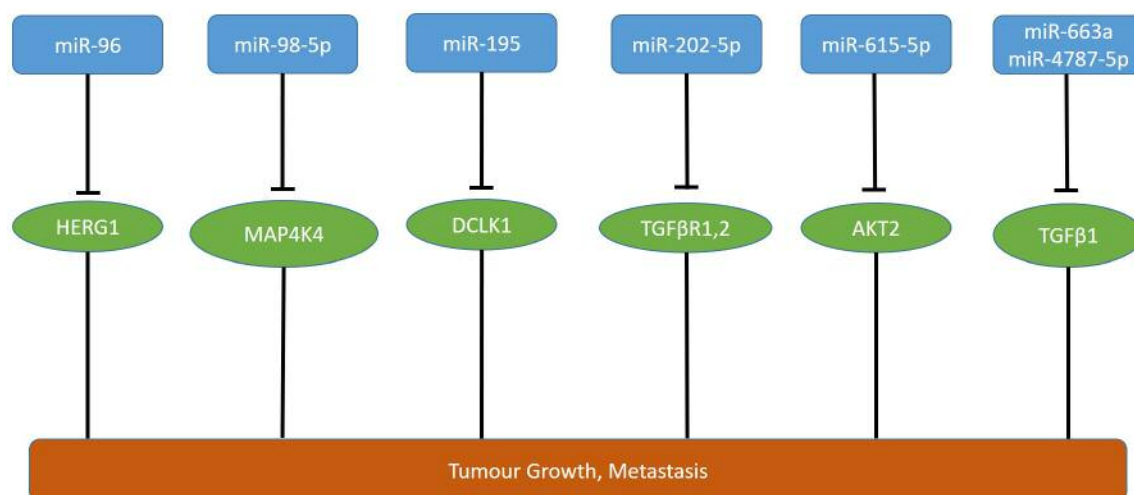 miR-96
miR-98-5p
miR-195
miR-202-5p
miR-615-5p
miR-663a
miR-4787-5p
HERG1
MAP4K4
DCLK1
TGFβR1,2
AKT2
TGFβ1
Tumour Growth, Metastasis